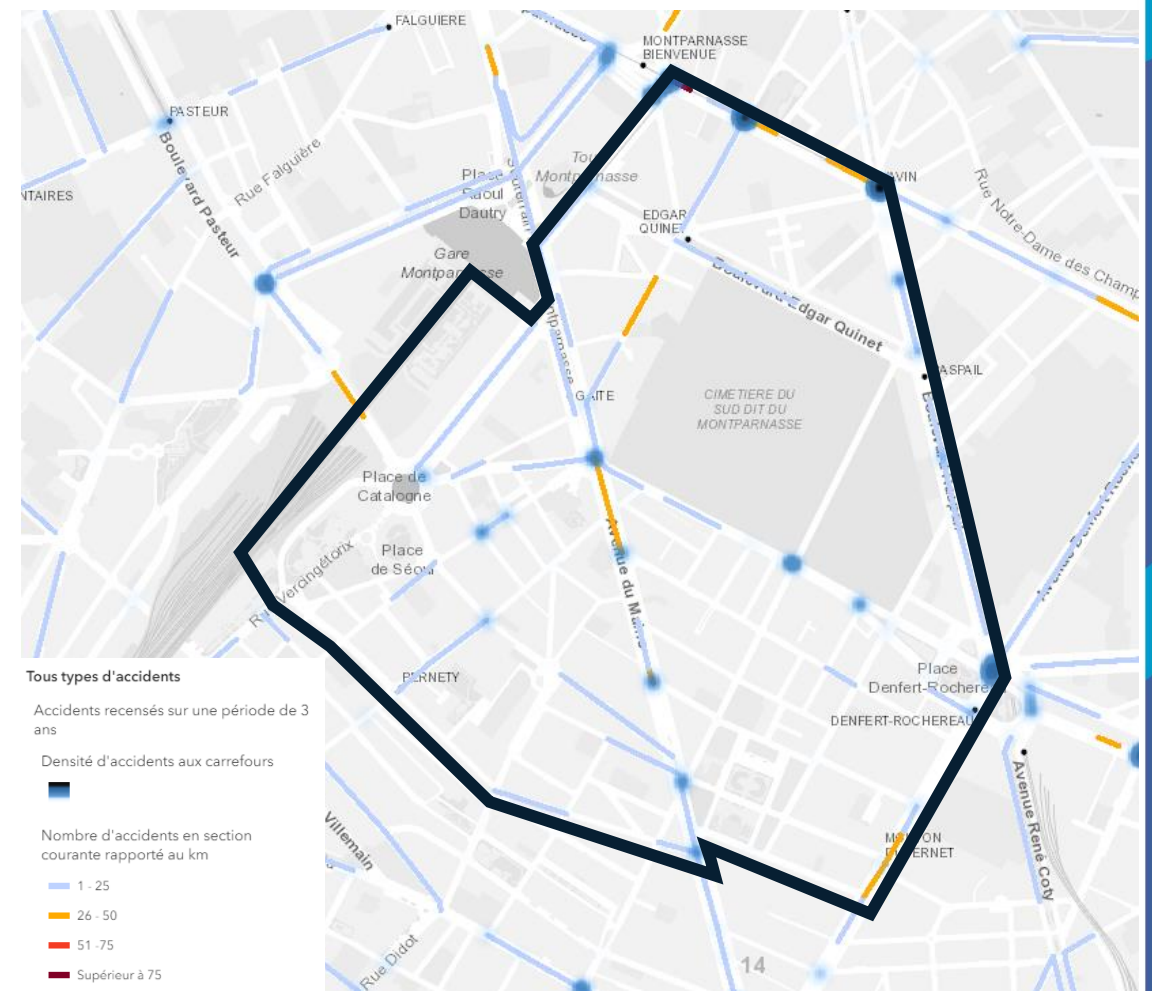 FALGUIERE
MONTPARNASSE
BIENVENUE
PASTEUR
Boulevard Pasteur
Rue Falguière
Place
Raoul
Dautry
Tour
Montparnasse
NTAIRES
EDGAR
QUINET
AVIN
Rue Notre-Dame des Champ
Gare
Montparnasse
Boulevard Edgar Quinet
ntparnasse
GAITE
CIMETIERE DU
SUD DIT DU
MONTPARNASSE
ASPAIL
Place de
Catalogne
Avenue du Maine
Place
de Séoul
Rue Vercingétorix
PERNETY
Place
Denfert-Rochereau
DENFERT-ROCHEREAU
Avenue René Coty
MOUTON
DUVERNET
Villemain
Rue Didot
14
Tous types d'accidents
Accidents recensés sur une période de 3
ans
Densité d'accidents aux carrefours
Nombre d'accidents en section
courante rapporté au km
1 - 25
26 - 50
51 -75
Supérieur à 75